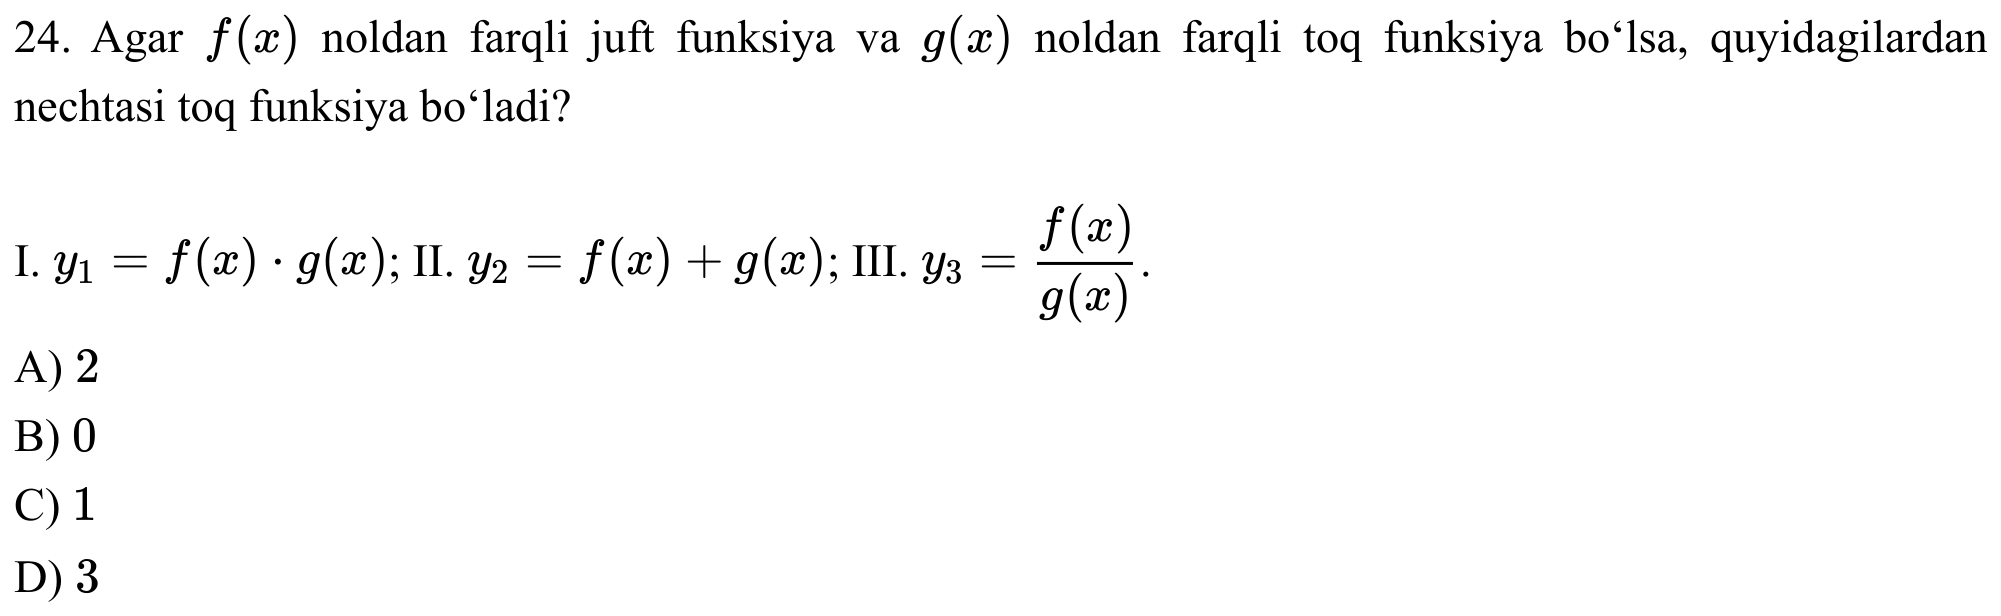 24. Agar f(x) noldan farqli juft funksiya va g(x) noldan farqli toq funksiya bo‘lsa, quyidagilardan
nechtasi toq funksiya bo‘ladi?
I. y₁ = f(x) · g(x); II. y₂ = f(x) + g(x); III. y₃ = f(x)/g(x).
A) 2
B) 0
C) 1
D) 3